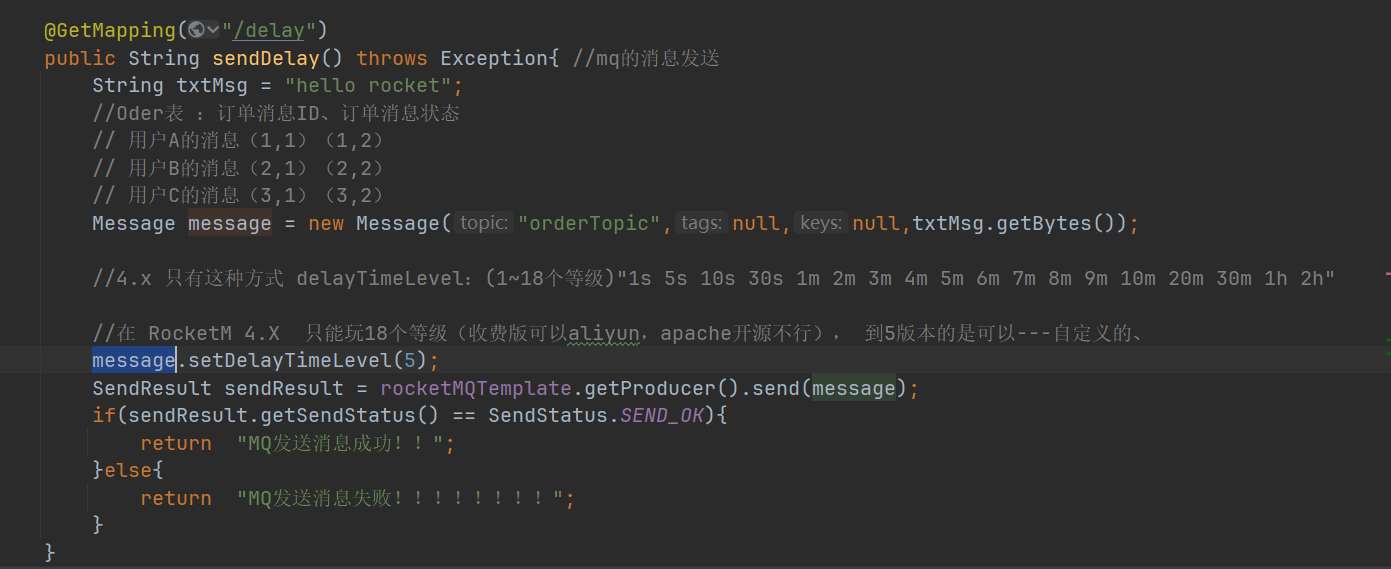 @GetMapping("/delay")
public String sendDelay() throws Exception{ //mq的消息发送
String txtMsg = "hello rocket";
//Oder表 ：订单消息ID、订单消息状态
// 用户A的消息（1,1）（1,2）
// 用户B的消息（2,1）（2,2）
// 用户C的消息（3,1）（3,2）
Message message = new Message( topic: "orderTopic", tags: null, keys: null,txtMsg.getBytes());
//4.x 只有这种方式 delayTimeLevel：(1~18个等级)"1s 5s 10s 30s 1m 2m 3m 4m 5m 6m 7m 8m 9m 10m 20m 30m 1h 2h"
//在 RocketM 4.X  只能玩18个等级（收费版可以aliyun，apache开源不行）， 到5版本的是可以---自定义的、
message.setDelayTimeLevel(5);
SendResult sendResult = rocketMQTemplate.getProducer().send(message);
if(sendResult.getSendStatus() == SendStatus.SEND_OK){
return  "MQ发送消息成功！！";
}else{
return  "MQ发送消息失败！！！！！！！！";
}
}